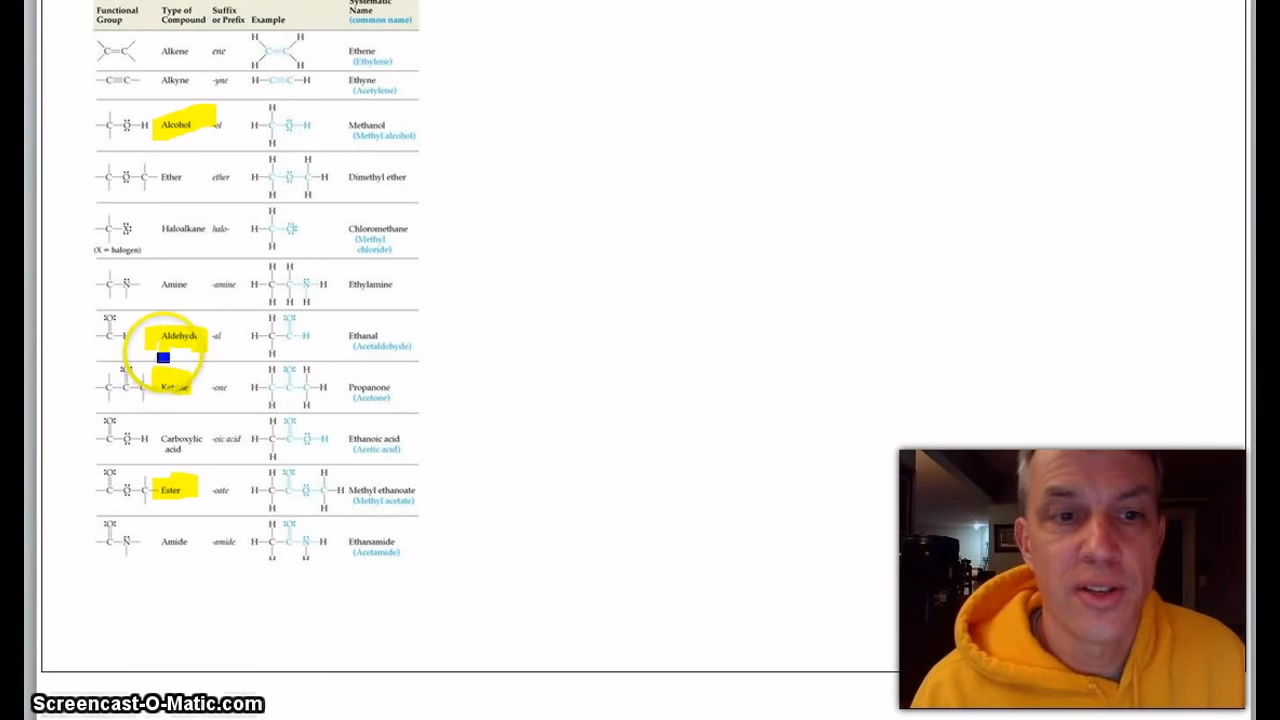 Functional Type of Suffix Systematic Name
Group Compound or Prefix Example (common name)
C=C Alkene ene H H C=C H H Ethene
(Ethylene)
—C≡C— Alkyne -yne H—C≡C—H Ethyne
(Acetylene)
—C—O—H Alcohol -ol H H—C—O—H H Methanol
(Methyl alcohol)
—C—O—C— Ether ether H H H—C—O—C—H H H Dimethyl ether
—C—X: Haloalkane halo- H H—C—Cl: H Chloromethane
(X = halogen) (Methyl
chloride)
—C—N— Amine -amine H H H—C—C—N—H H H H Ethylamine
:O: —C—H Aldehyde -al H :O: H—C—C—H H Ethanal
(Acetaldehyde)
:O: —C—C—C Ketone -one H :O: H H—C—C—C—H H H Propanone
(Acetone)
:O: —C—O—H Carboxylic -oic acid H :O: H—C—C—O—H H Ethanoic acid
acid (Acetic acid)
:O: —C—O—C— Ester -oate H :O: H H—C—C—O—C—H H H Methyl ethanoate
(Methyl acetate)
:O: —C—N— Amide -amide H :O: H—C—C—N—H H H Ethanamide
(Acetamide)
Screencast-O-Matic.com